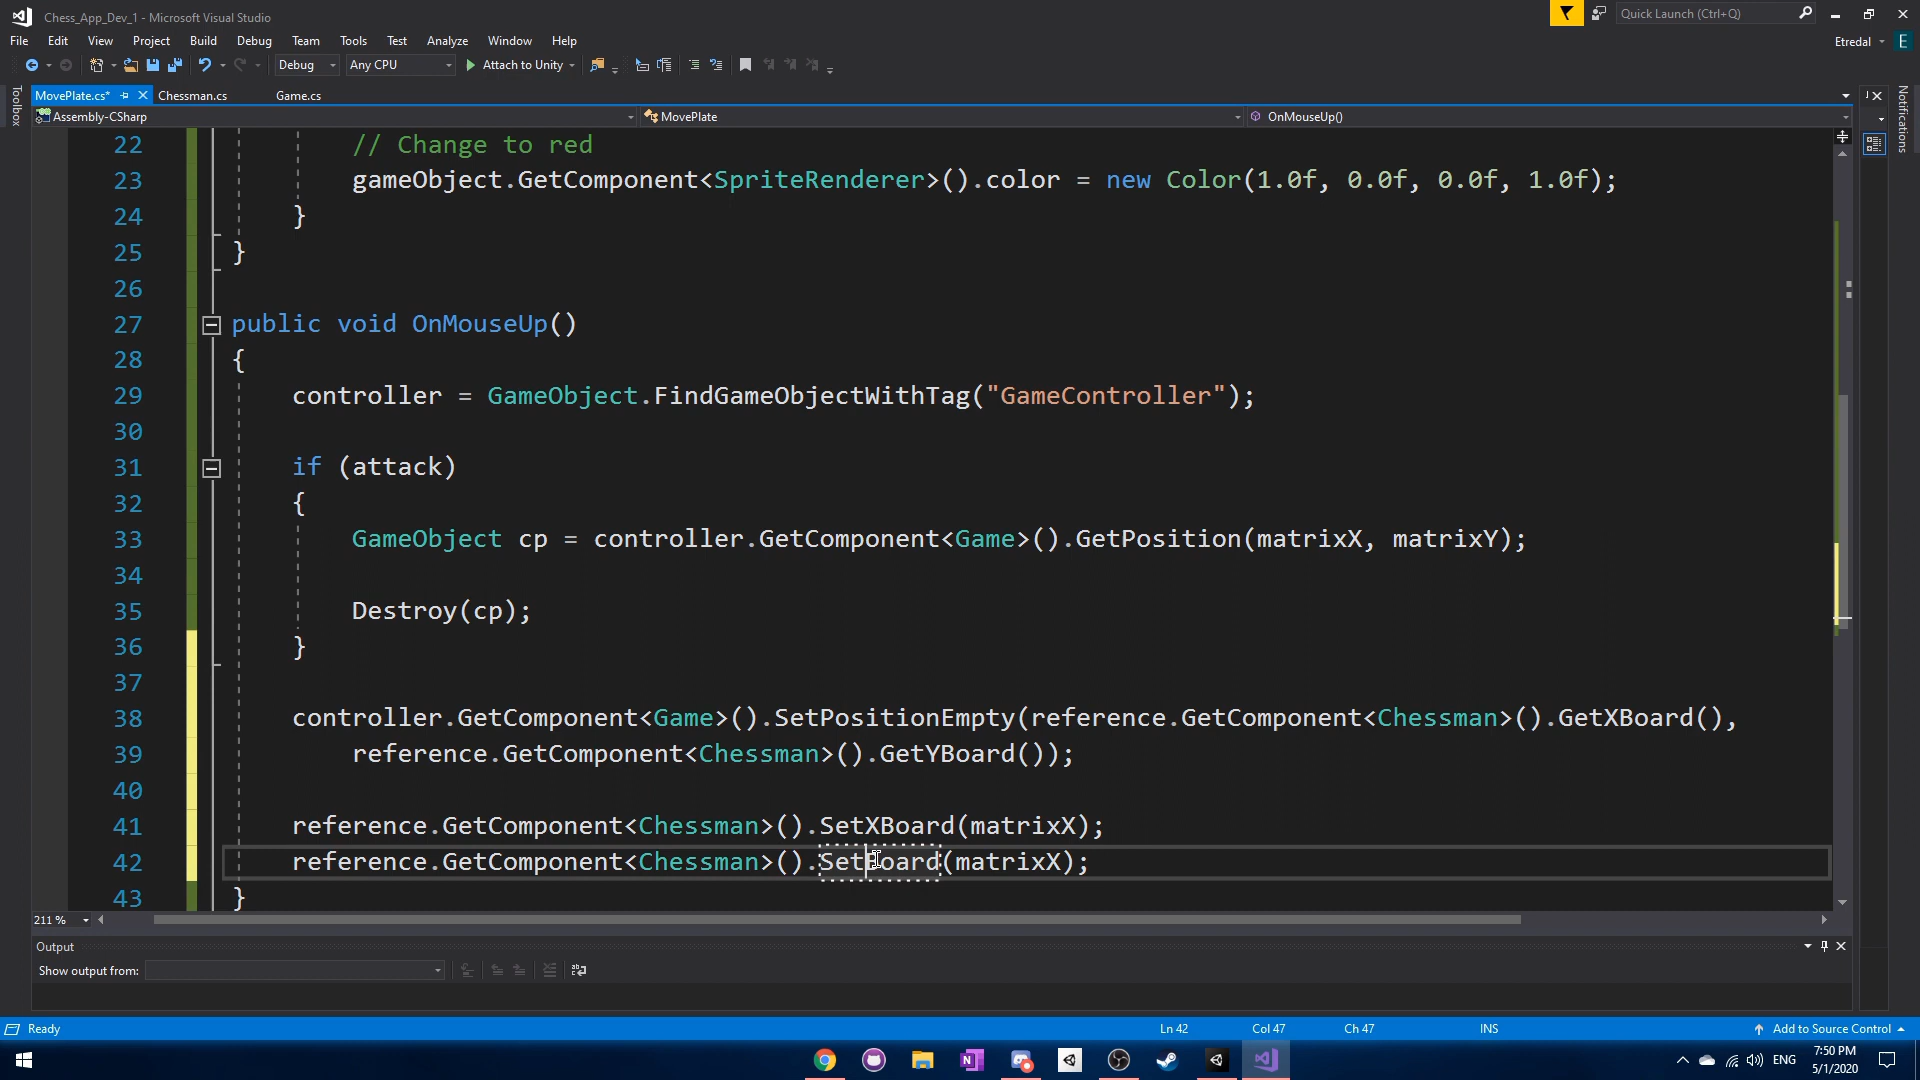 Chess_App_Dev_1 - Microsoft Visual Studio
Quick Launch (Ctrl+Q)
File Edit View Project Build Debug Team Tools Test Analyze Window Help
Etredal E
Debug Any CPU Attach to Unity
Toolbox
MovePlate.cs* Chessman.cs Game.cs
Notifications
Assembly-CSharp MovePlate OnMouseUp()
22 // Change to red
23 gameObject.GetComponent<SpriteRenderer>().color = new Color(1.0f, 0.0f, 0.0f, 1.0f);
24 }
25 }
26
27 public void OnMouseUp()
28 {
29 controller = GameObject.FindGameObjectWithTag("GameController");
30
31 if (attack)
32 {
33 GameObject cp = controller.GetComponent<Game>().GetPosition(matrixX, matrixY);
34
35 Destroy(cp);
36 }
37
38 controller.GetComponent<Game>().SetPositionEmpty(reference.GetComponent<Chessman>().GetXBoard(),
39 reference.GetComponent<Chessman>().GetYBoard());
40
41 reference.GetComponent<Chessman>().SetXBoard(matrixX);
42 reference.GetComponent<Chessman>().SetBoard(matrixX);
43 }
211 %
Output
Show output from:
Ready Ln 42 Col 47 Ch 47 INS Add to Source Control
ENG 7:50 PM
5/1/2020